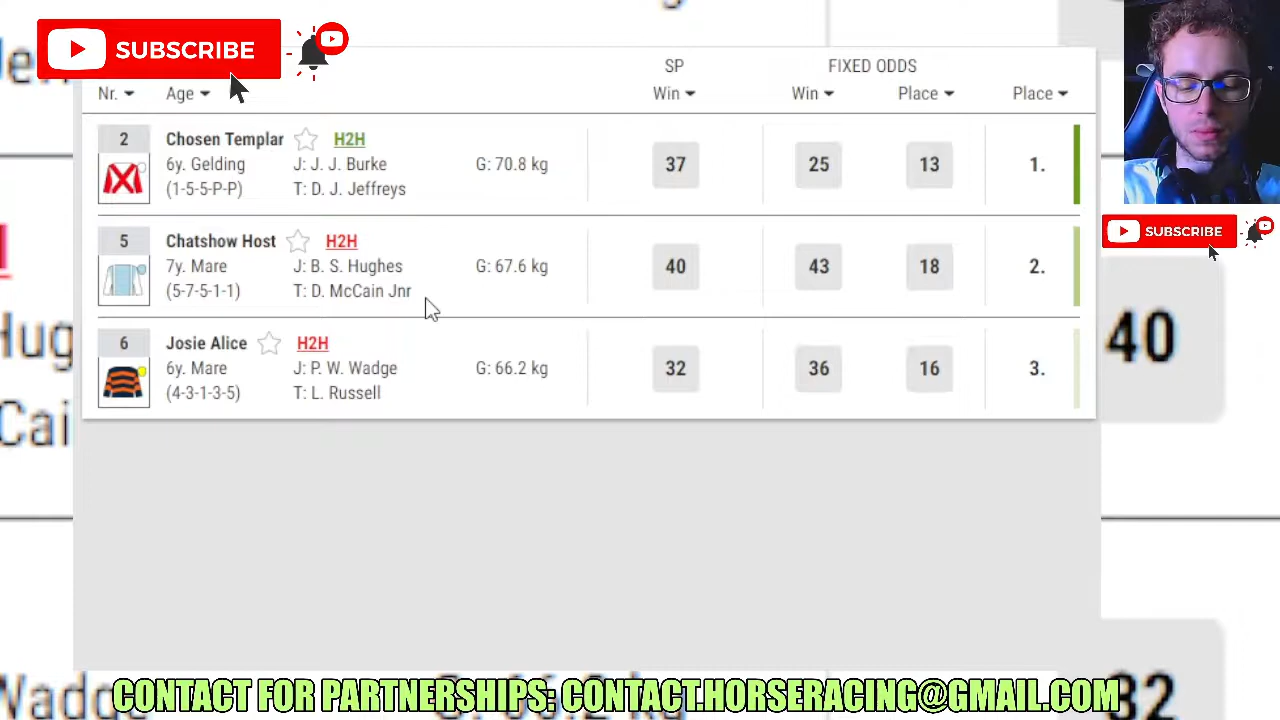 SUBSCRIBE
SP
FIXED ODDS
Nr.
Age
Win
Win
Place
Place
2
Chosen Templar
H2H
6y. Gelding
J: J. J. Burke
G: 70.8 kg
37
25
13
1.
(1-5-5-P-P)
T: D. J. Jeffreys
SUBSCRIBE
5
Chatshow Host
H2H
7y. Mare
J: B. S. Hughes
G: 67.6 kg
40
43
18
2.
(5-7-5-1-1)
T: D. McCain Jnr
40
6
Josie Alice
H2H
6y. Mare
J: P. W. Wadge
G: 66.2 kg
32
36
16
3.
(4-3-1-3-5)
T: L. Russell
CONTACT FOR PARTNERSHIPS: CONTACT.HORSERACING@GMAIL.COM
32